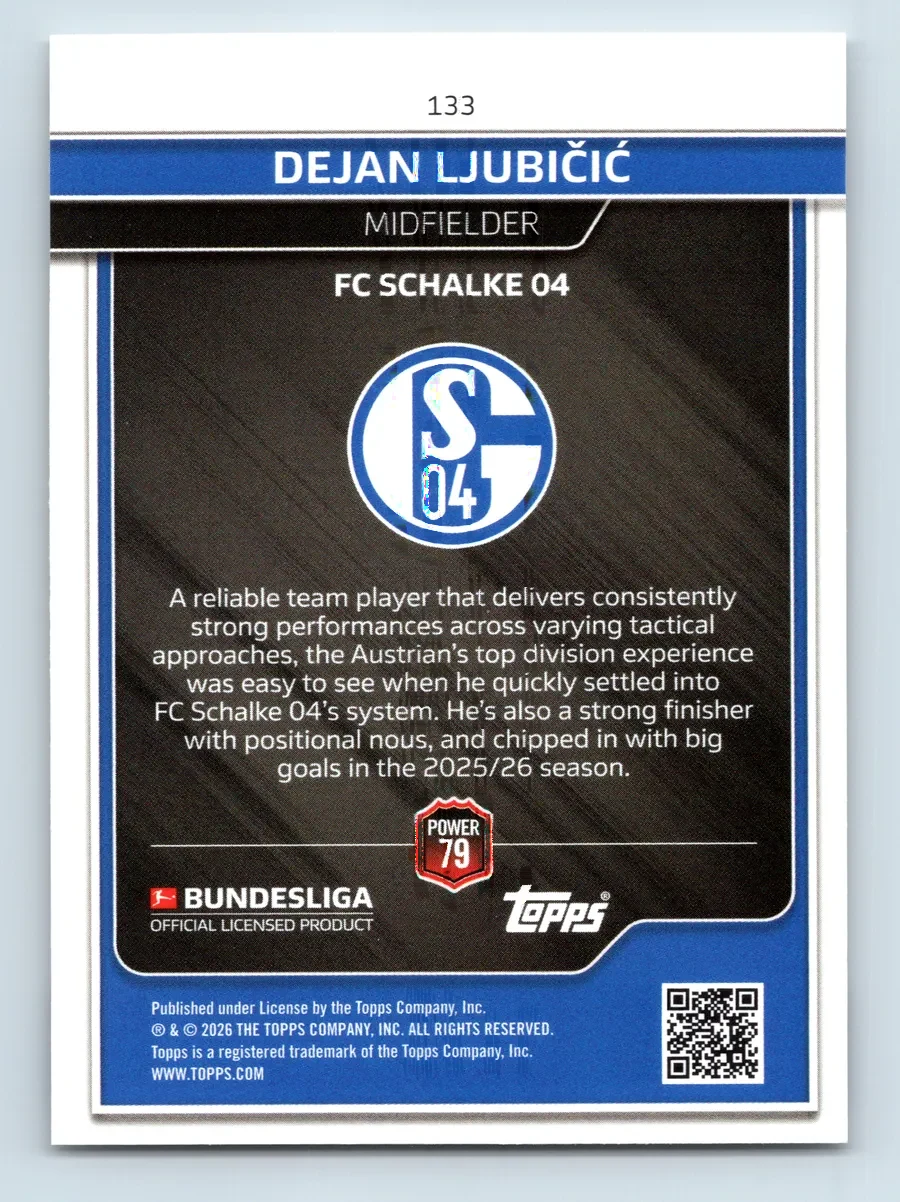 133
DEJAN LJUBIČIĆ
MIDFIELDER
FC SCHALKE 04
S
04
A reliable team player that delivers consistently
strong performances across varying tactical
approaches, the Austrian's top division experience
was easy to see when he quickly settled into
FC Schalke 04's system. He's also a strong finisher
with positional nous, and chipped in with big
goals in the 2025/26 season.
POWER
79
BUNDESLIGA
OFFICIAL LICENSED PRODUCT
topps®
Published under License by the Topps Company, Inc.
® & © 2026 THE TOPPS COMPANY, INC. ALL RIGHTS RESERVED.
Topps is a registered trademark of the Topps Company, Inc.
WWW.TOPPS.COM